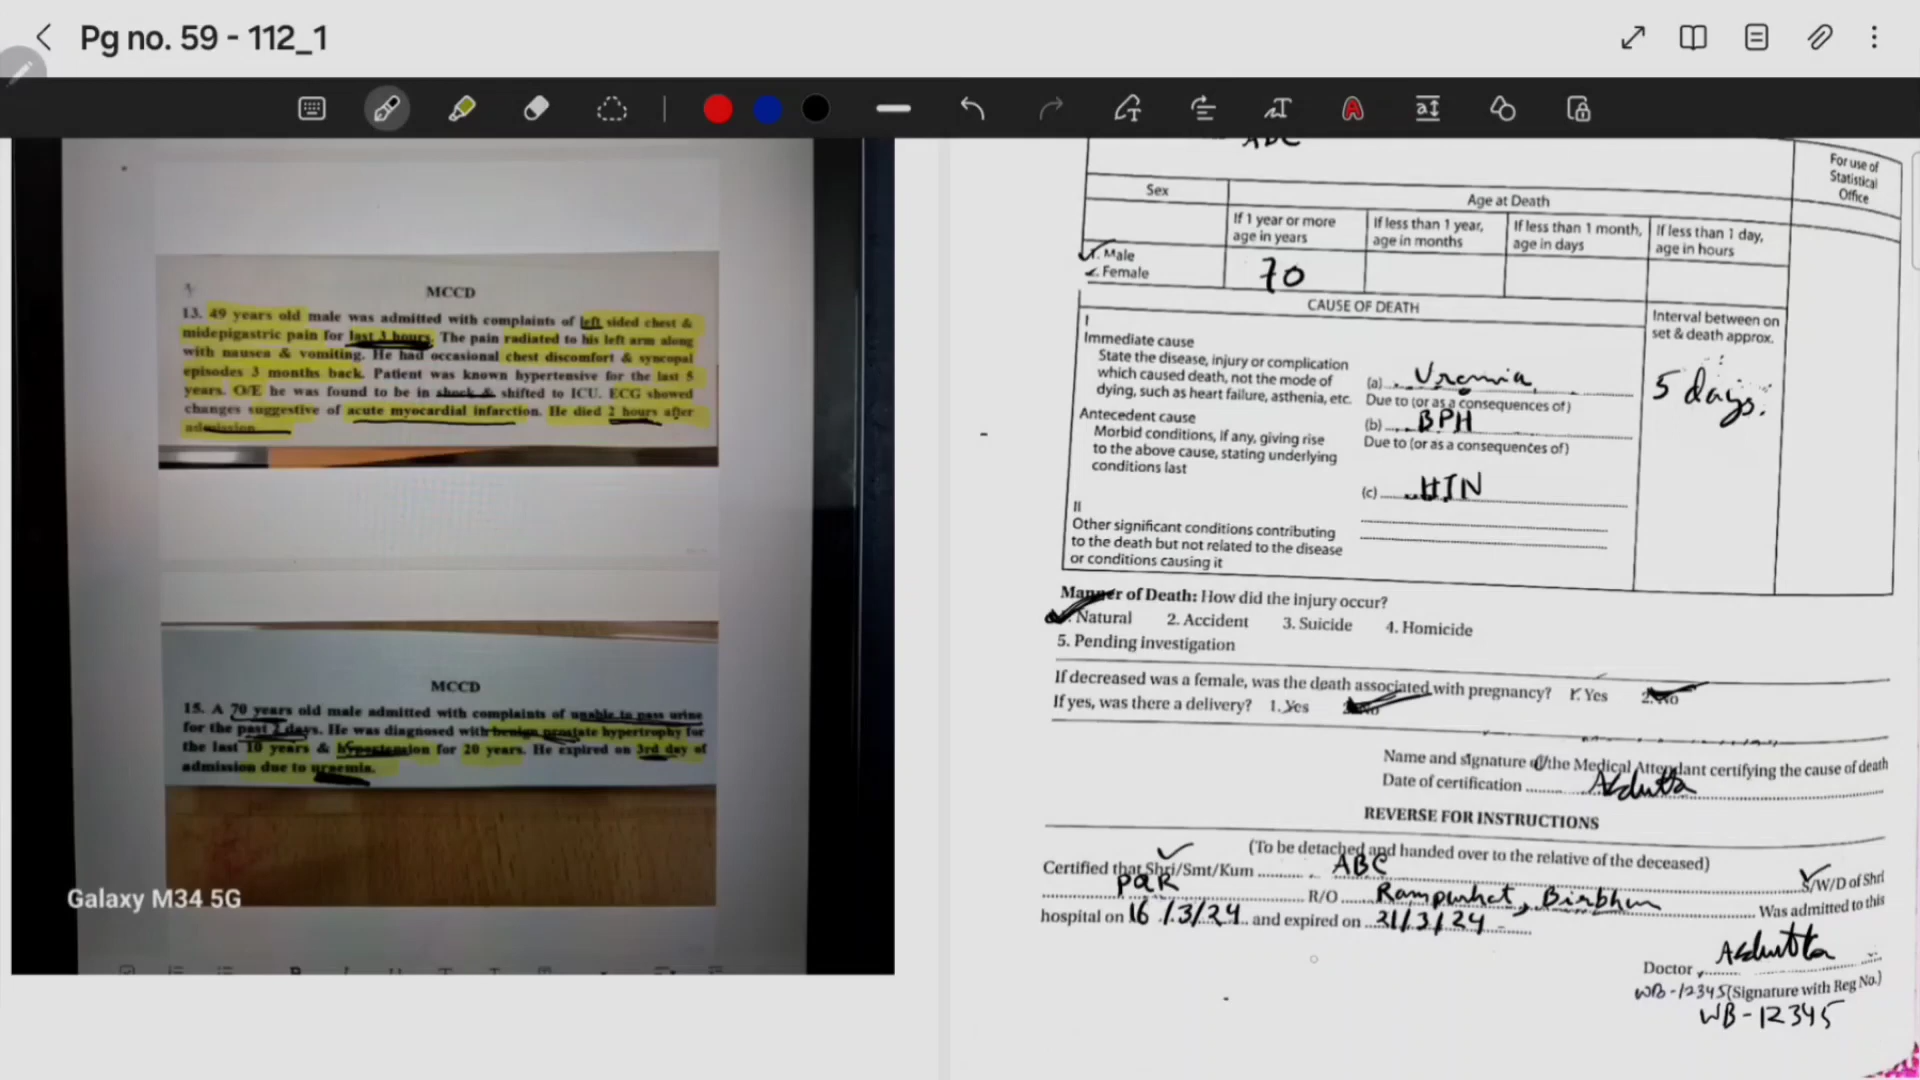 Pg no. 59 - 112_1
MCCD
13. 49 years old male was admitted with complaints of left sided chest &
midepigastric pain for last 3 hours. The pain radiated to his left arm along
with nausea & vomiting. He had occasional chest discomfort & syncopal
episodes 3 months back. Patient was known hypertensive for the last 5
years. O/E he was found to be in shock & shifted to ICU. ECG showed
changes suggestive of acute myocardial infarction. He died 2 hours after
admission
MCCD
15. A 70 years old male admitted with complaints of unable to pass urine
for the past 2 days. He was diagnosed with benign prostate hypertrophy for
the last 10 years & hypertension for 20 years. He expired on 3rd day of
admission due to uraemia.
Galaxy M34 5G
ABC
For use of
Statistical
Office
Sex
Age at Death
If 1 year or more
age in years
If less than 1 year,
age in months
If less than 1 month,
age in days
If less than 1 day,
age in hours
1. Male
2. Female
70
CAUSE OF DEATH
Interval between on
set & death approx.
I
Immediate cause
State the disease, injury or complication
which caused death, not the mode of
dying, such as heart failure, asthenia, etc.
(a) Uremia
Due to (or as a consequences of)
5 days.
Antecedent cause
Morbid conditions, if any, giving rise
to the above cause, stating underlying
conditions last
(b) BPH
Due to (or as a consequences of)
(c) HTN
II
Other significant conditions contributing
to the death but not related to the disease
or conditions causing it
Manner of Death: How did the injury occur?
1. Natural 2. Accident 3. Suicide 4. Homicide
5. Pending investigation
If decreased was a female, was the death associated with pregnancy? 1. Yes 2. No
If yes, was there a delivery? 1. Yes 2. No
Name and signature of the Medical Attendant certifying the cause of death
Date of certification ........ ASdutta
REVERSE FOR INSTRUCTIONS
(To be detached and handed over to the relative of the deceased)
Certified that Shri/Smt/Kum ........ ABC S/W/D of Shri
PQR R/O Rampurhat, Birbhum Was admitted to this
hospital on 16/3/24 and expired on 21/3/24
ASdutta
Doctor
WB-12345 (Signature with Reg No.)
WB-12345